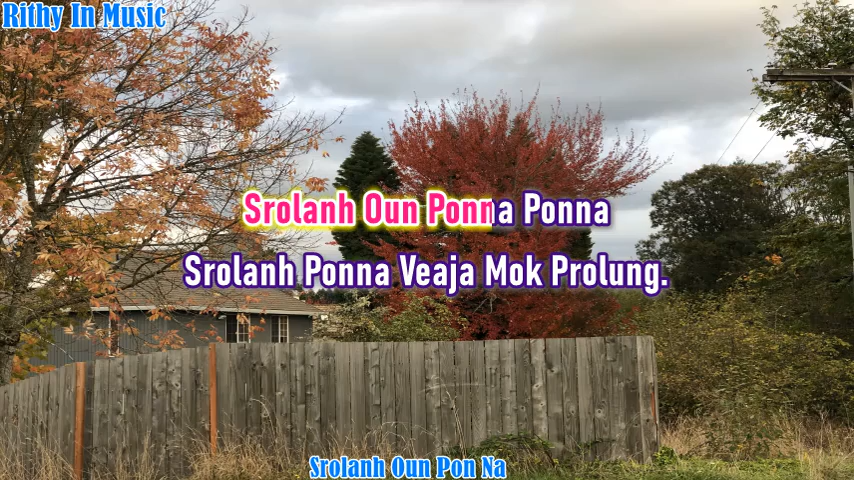 Rithy In Music
Srolanh Oun Ponna Ponna
Srolanh Ponna Veaja Mok Prolung.
Srolanh Oun Pon Na